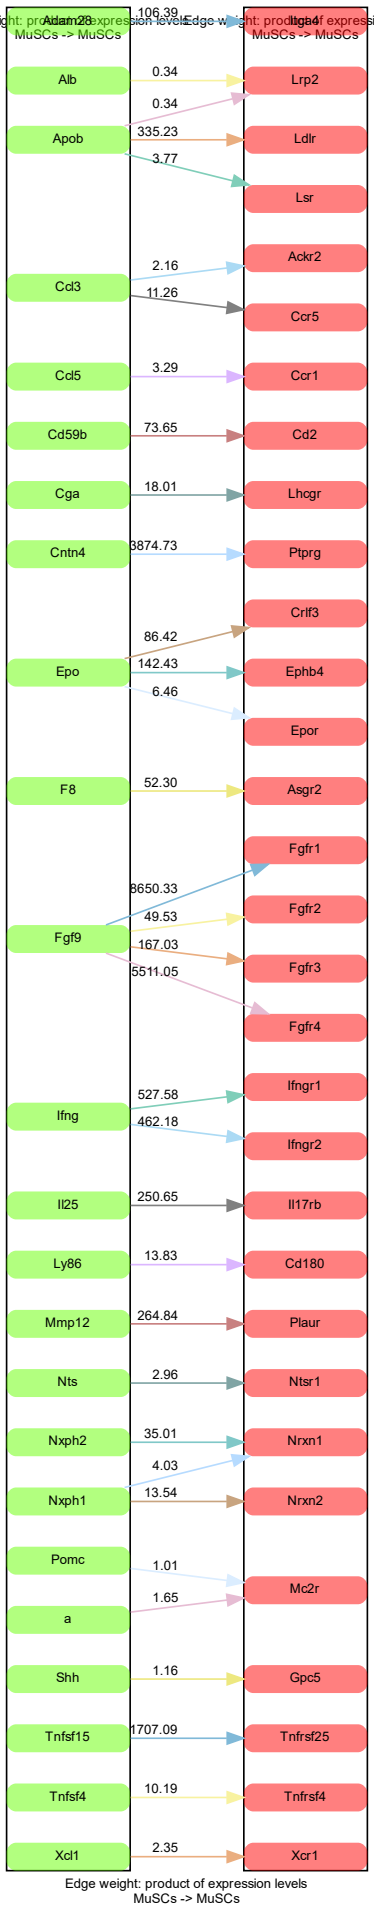 106.39
Adam28 Itga4
ght: product of expression levels Edge weight: product of expressi
MuSCs -> MuSCs MuSCs -> MuSCs
Alb 0.34 Lrp2
0.34
Apob 335.23 Ldlr
3.77
Lsr
Ackr2
2.16
Ccl3
11.26
Ccr5
Ccl5 3.29 Ccr1
Cd59b 73.65 Cd2
Cga 18.01 Lhcgr
Cntn4 3874.73 Ptprg
Crlf3
86.42
Epo 142.43 Ephb4
6.46
Epor
F8 52.30 Asgr2
Fgfr1
8650.33
Fgfr2
49.53
Fgf9
167.03
Fgfr3
5511.05
Fgfr4
Ifngr1
527.58
Ifng
462.18
Ifngr2
Il25 250.65 Il17rb
Ly86 13.83 Cd180
Mmp12 264.84 Plaur
Nts 2.96 Ntsr1
Nxph2 35.01 Nrxn1
4.03
Nxph1 13.54 Nrxn2
Pomc
1.01
Mc2r
1.65
a
Shh 1.16 Gpc5
Tnfsf15 1707.09 Tnfrsf25
Tnfsf4 10.19 Tnfrsf4
Xcl1 2.35 Xcr1
Edge weight: product of expression levels
MuSCs -> MuSCs